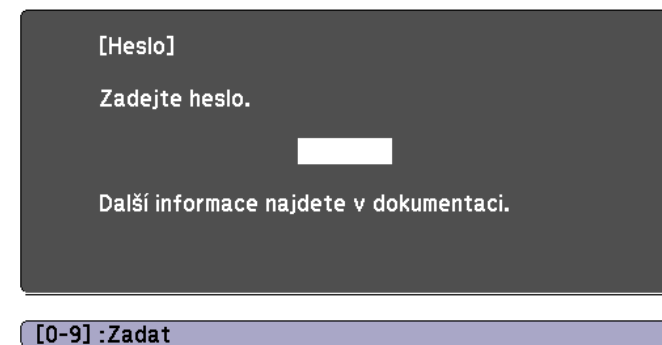 [Heslo]
Zadejte heslo.
Další informace najdete v dokumentaci.
[0-9] :Zadat